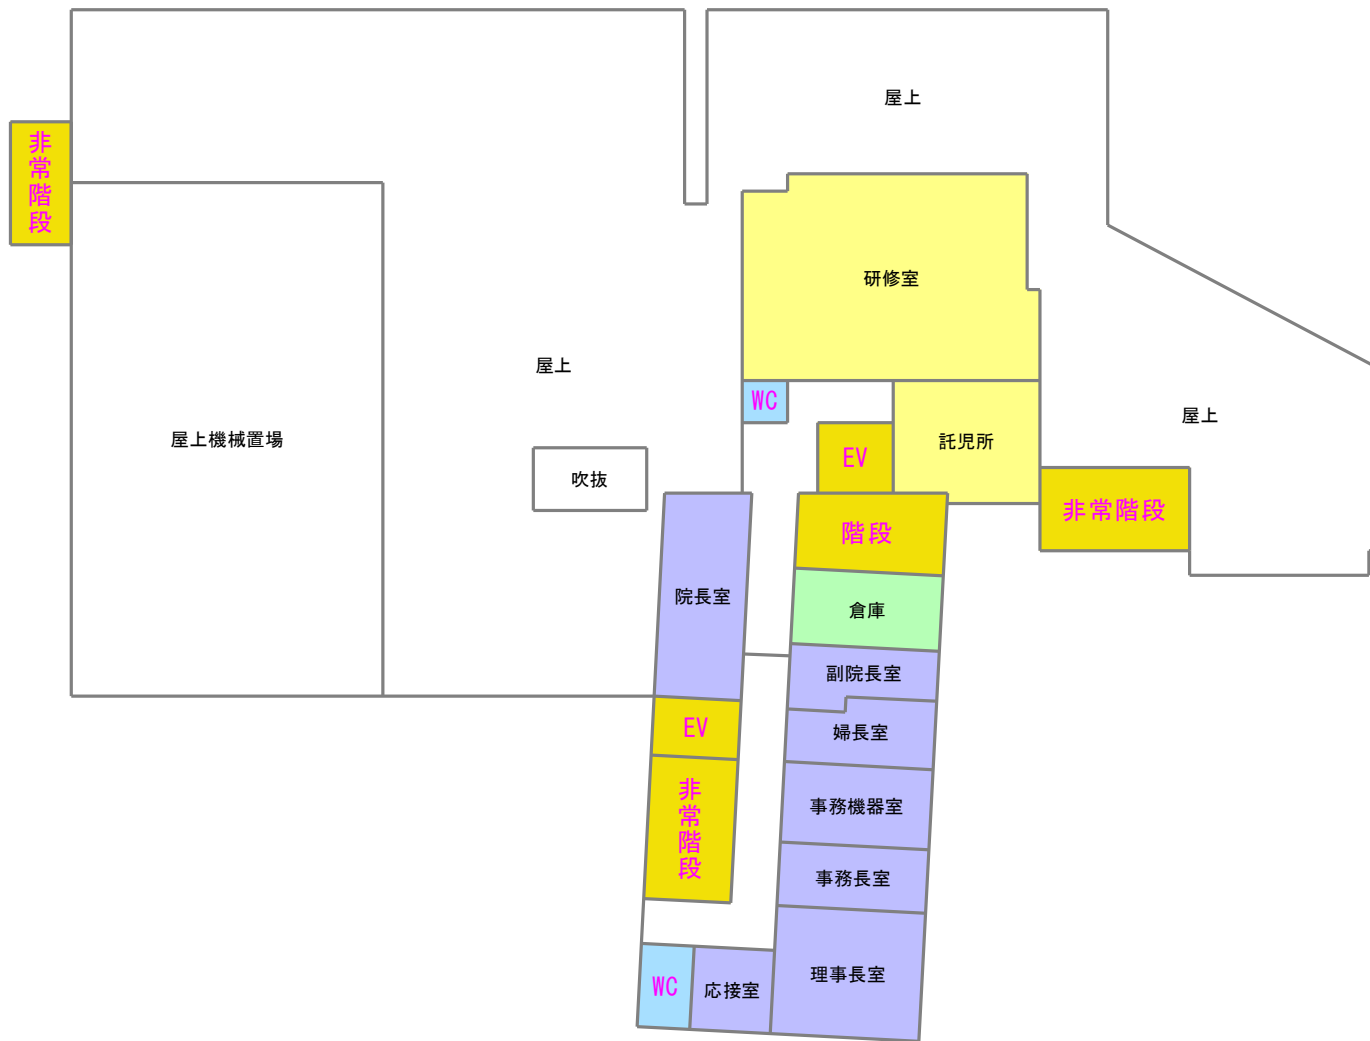 屋上
非常階段
研修室
屋上
WC
屋上
屋上機械置場
託児所
EV
吹抜
非常階段
階段
院長室
倉庫
副院長室
EV
婦長室
非常階段
事務機器室
事務長室
理事長室
WC
応接室